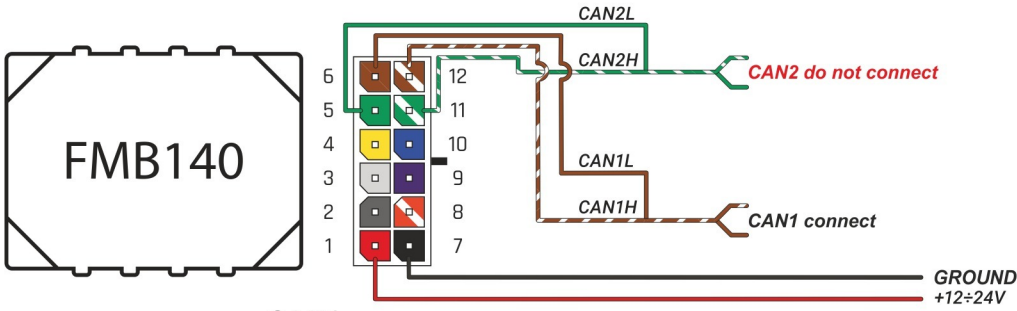 CAN2L
6 12 CAN2H
CAN2 do not connect
5 11
FMB140
4 10
3 9 CAN1L
2 8 CAN1H
CAN1 connect
1 7
GROUND
+12÷24V